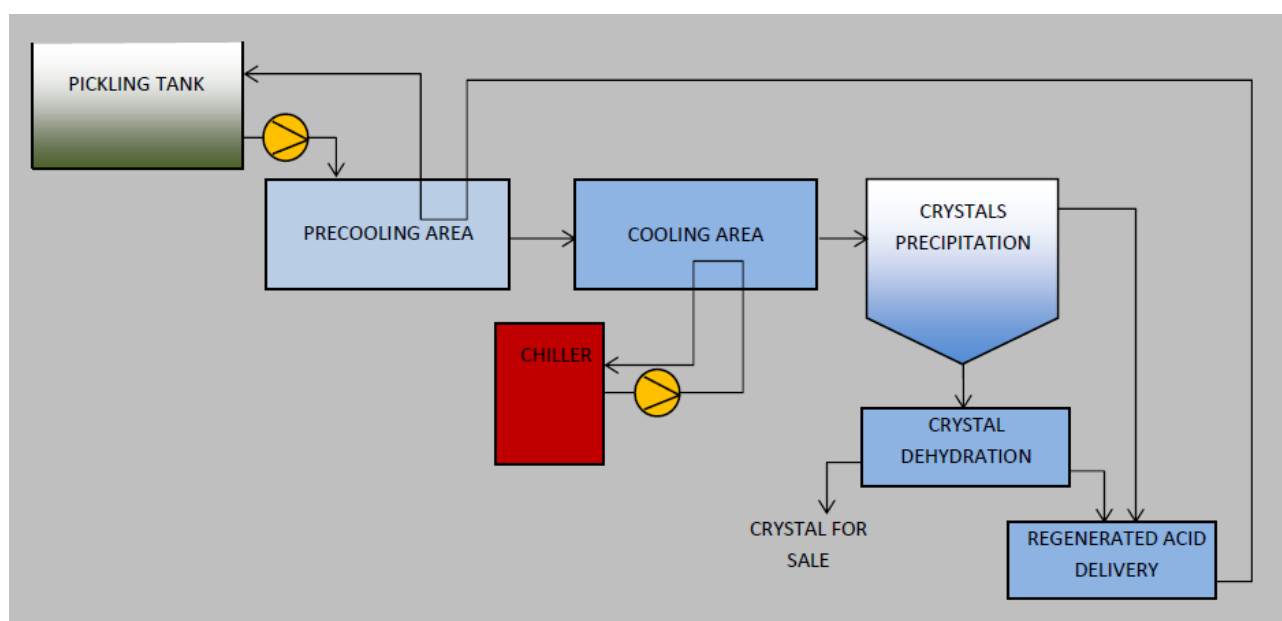 PICKLING TANK
PRECOOLING AREA
COOLING AREA
CRYSTALS
PRECIPITATION
CHILLER
CRYSTAL
DEHYDRATION
CRYSTAL FOR
SALE
REGENERATED ACID
DELIVERY